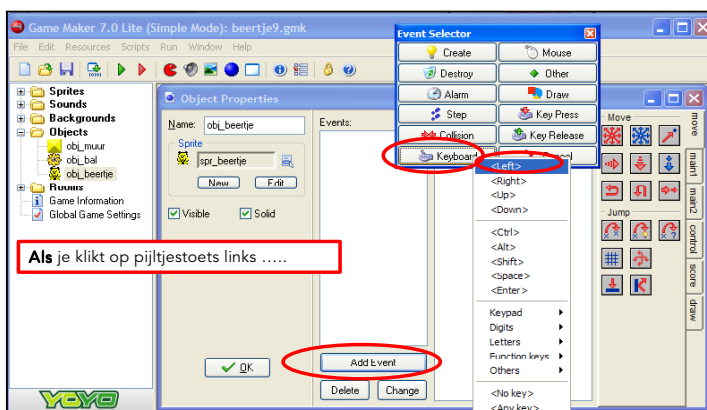 Game Maker 7.0 Lite (Simple Mode): beertje9.gmk
File Edit Resources Scripts Run Window Help
Sprites
Sounds
Backgrounds
Objects
obj_muur
obj_bal
obj_beertje
Rooms
Game Information
Global Game Settings
Object Properties
Name: obj_beertje
Sprite
spr_beertje
New Edit
Visible Solid
OK
Events:
Add Event
Delete Change
Event Selector
Create Mouse
Destroy Other
Alarm Draw
Step Key Press
Collision Key Release
Keyboard Cancel
<Left>
<Right>
<Up>
<Down>
<Ctrl>
<Alt>
<Shift>
<Space>
<Enter>
Keypad
Digits
Letters
Function keys
Others
<No key>
<Any key>
Move
Jump
move
main1
main2
control
score
draw
Als je klikt op pijltjestoets links .....
YOYO